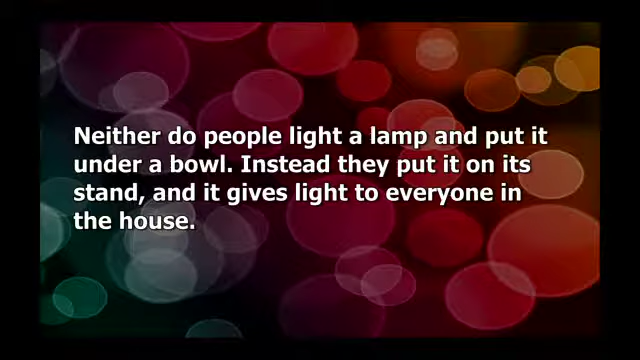 Neither do people light a lamp and put it
under a bowl. Instead they put it on its
stand, and it gives light to everyone in
the house.